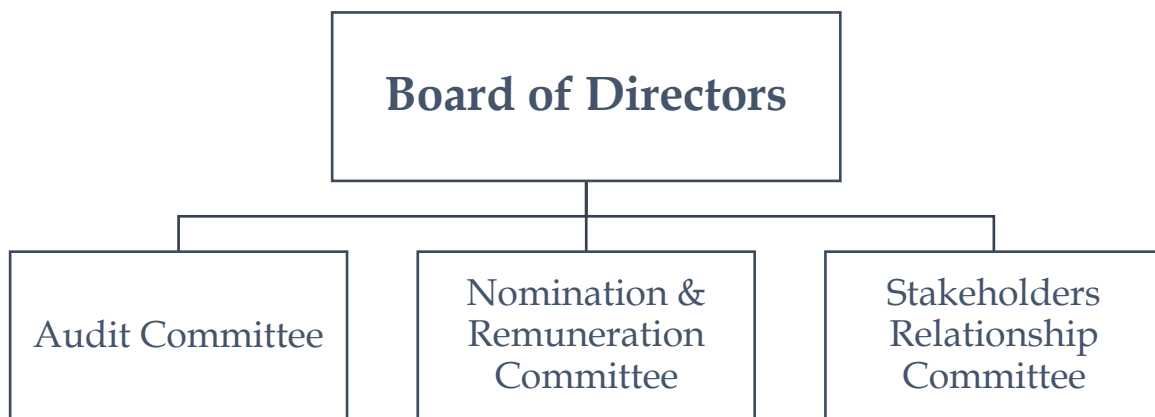 Board of Directors
Audit Committee
Nomination &
Remuneration
Committee
Stakeholders
Relationship
Committee